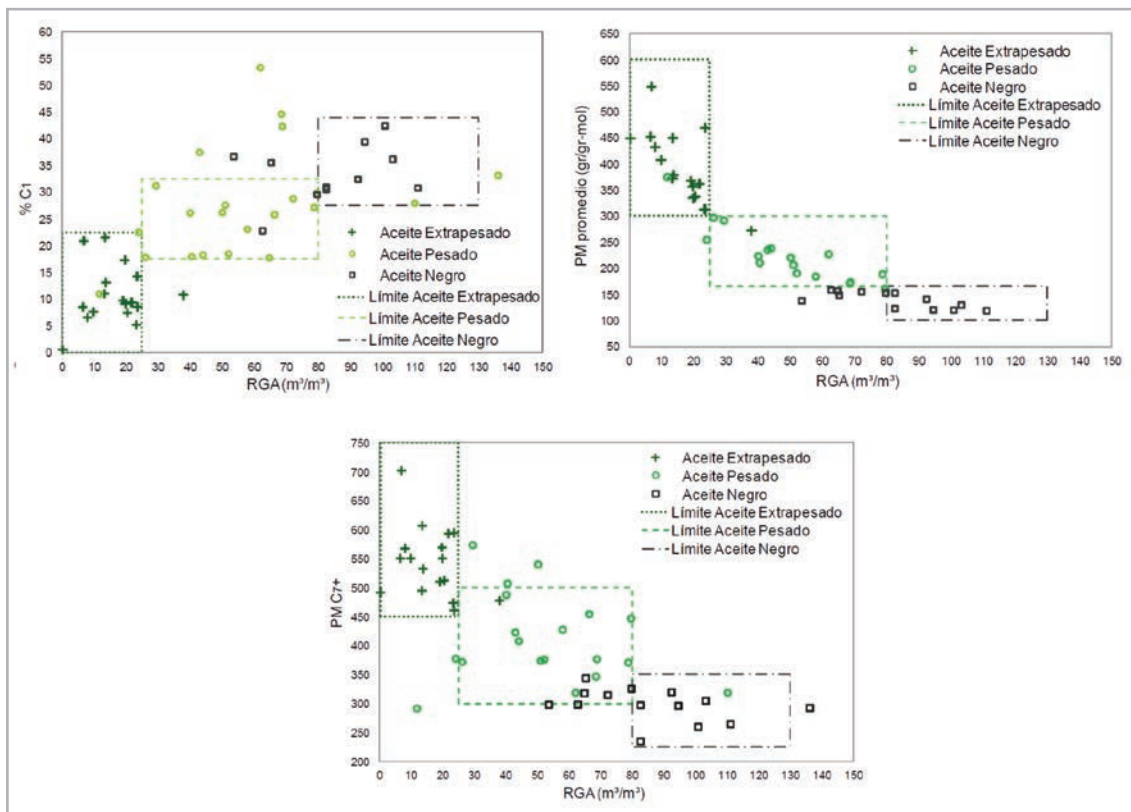 % C1
60
55
50
45
40
35
30
25
20
15
10
5
0
Aceite Extrapesado
Aceite Pesado
Aceite Negro
Límite Aceite Extrapesado
Límite Aceite Pesado
Límite Aceite Negro
0 10 20 30 40 50 60 70 80 90 100 110 120 130 140 150
RGA (m³/m³)
PM promedio (gr/gr-mol)
650
600
550
500
450
400
350
300
250
200
150
100
50
Aceite Extrapesado
Aceite Pesado
Aceite Negro
Límite Aceite Extrapesado
Límite Aceite Pesado
Límite Aceite Negro
0 10 20 30 40 50 60 70 80 90 100 110 120 130 140 150
RGA (m³/m³)
PM C7+
750
700
650
600
550
500
450
400
350
300
250
200
Aceite Extrapesado
Aceite Pesado
Aceite Negro
Límite Aceite Extrapesado
Límite Aceite Pesado
Límite Aceite Negro
0 10 20 30 40 50 60 70 80 90 100 110 120 130 140 150
RGA (m³/m³)